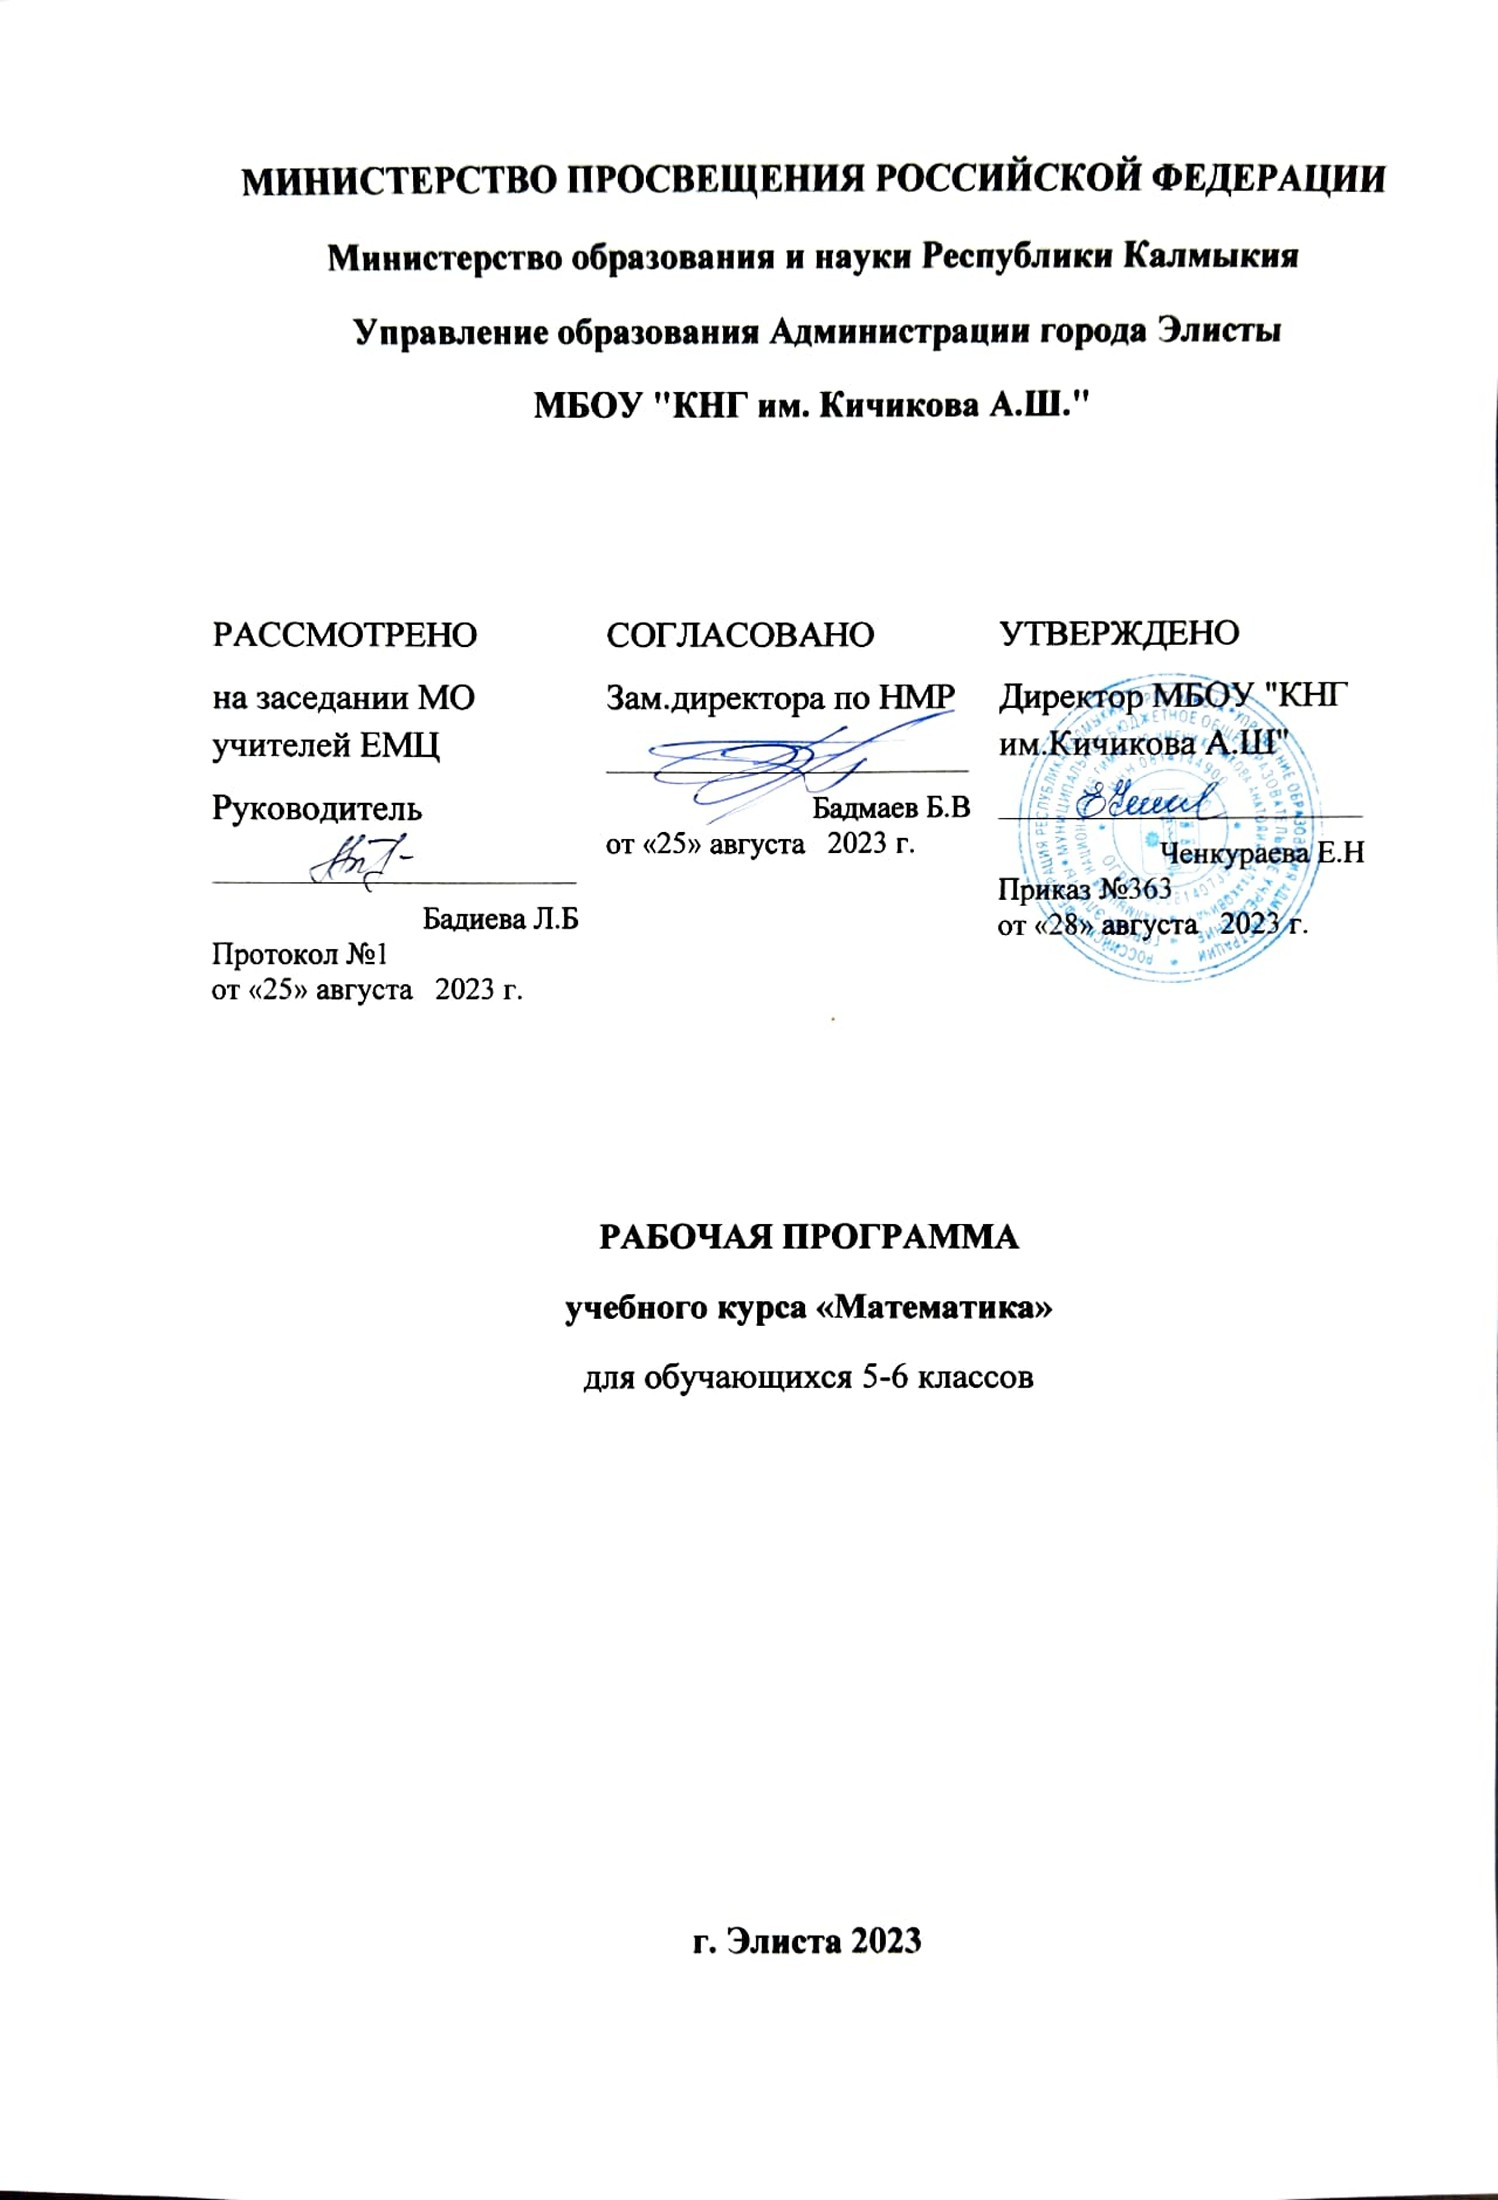 МИНИСТЕРСТВО ПРОСВЕЩЕНИЯ РОССИЙСКОЙ ФЕДЕРАЦИИ
Министерство образования и науки Республики Калмыкия
Управление образования Администрации города Элисты
МБОУ "КНГ им. Кичикова А.Ш."
РАССМОТРЕНО
на заседании МО
учителей ЕМЦ
Руководитель
Бадиева Л.Б
Протокол №1
от «25» августа 2023 г.
СОГЛАСОВАНО
Зам.директора по НМР
Бадмаев Б.В
от «25» августа 2023 г.
УТВЕРЖДЕНО
Директор МБОУ "КНГ
им.Кичикова А.Ш"
Ченкураева Е.Н
Приказ №363
от «28» августа 2023 г.
РАБОЧАЯ ПРОГРАММА
учебного курса «Математика»
для обучающихся 5-6 классов
г. Элиста 2023